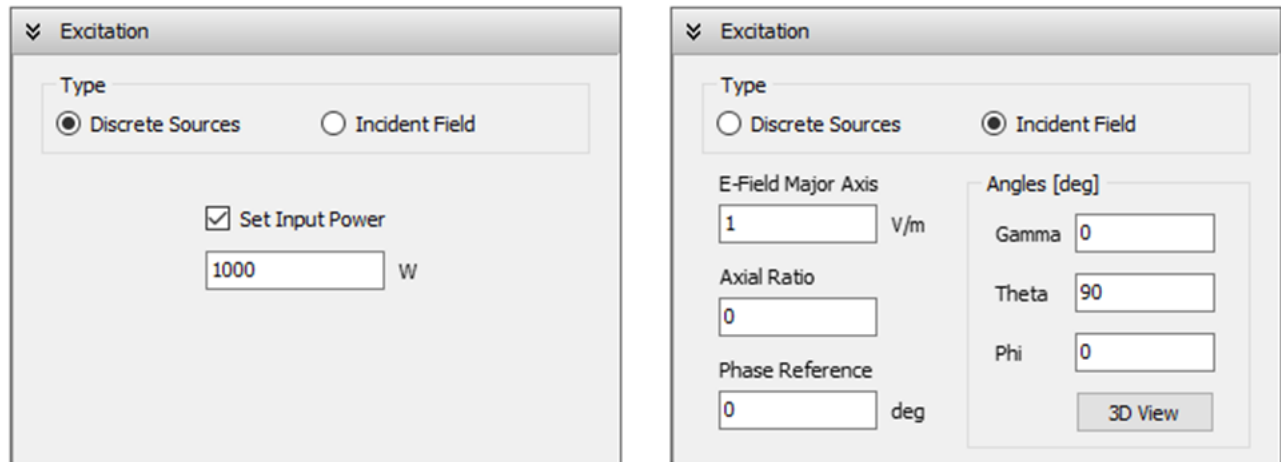 Excitation
Type
Discrete Sources Incident Field
Set Input Power
1000 W
Excitation
Type
Discrete Sources Incident Field
E-Field Major Axis
1 V/m
Axial Ratio
0
Phase Reference
0 deg
Angles [deg]
Gamma 0
Theta 90
Phi 0
3D View